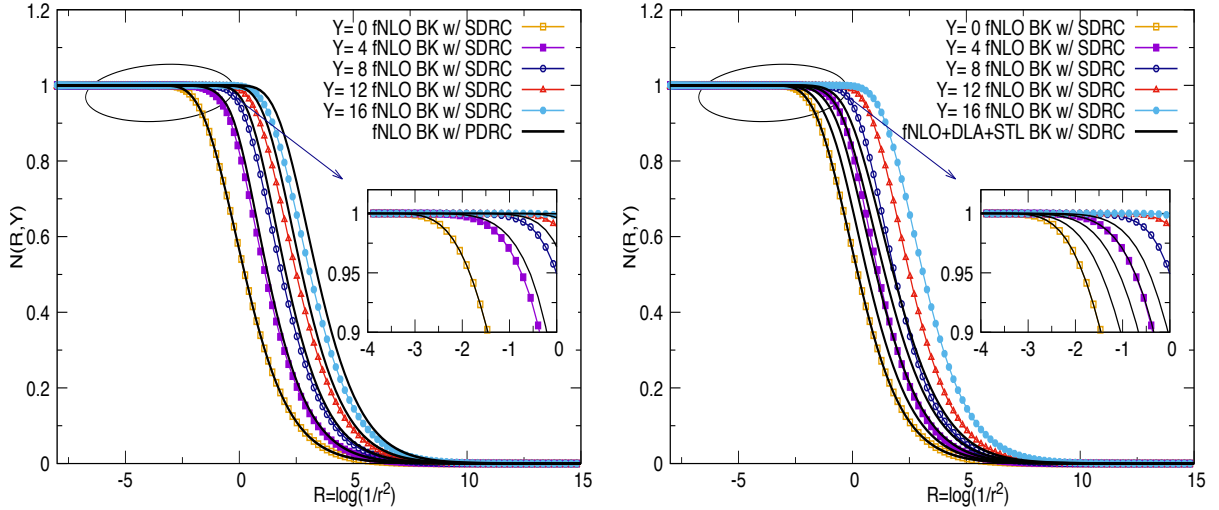 1.2
1
0.8
0.6
0.4
0.2
0
N(R,Y)
-5
0
5
10
15
R=log(1/r²)
Y= 0 fNLO BK w/ SDRC
Y= 4 fNLO BK w/ SDRC
Y= 8 fNLO BK w/ SDRC
Y= 12 fNLO BK w/ SDRC
Y= 16 fNLO BK w/ SDRC
fNLO BK w/ PDRC
1
0.95
0.9
-4
-3
-2
-1
0
1.2
1
0.8
0.6
0.4
0.2
0
N(R,Y)
-5
0
5
10
15
R=log(1/r²)
Y= 0 fNLO BK w/ SDRC
Y= 4 fNLO BK w/ SDRC
Y= 8 fNLO BK w/ SDRC
Y= 12 fNLO BK w/ SDRC
Y= 16 fNLO BK w/ SDRC
fNLO+DLA+STL BK w/ SDRC
1
0.95
0.9
-4
-3
-2
-1
0